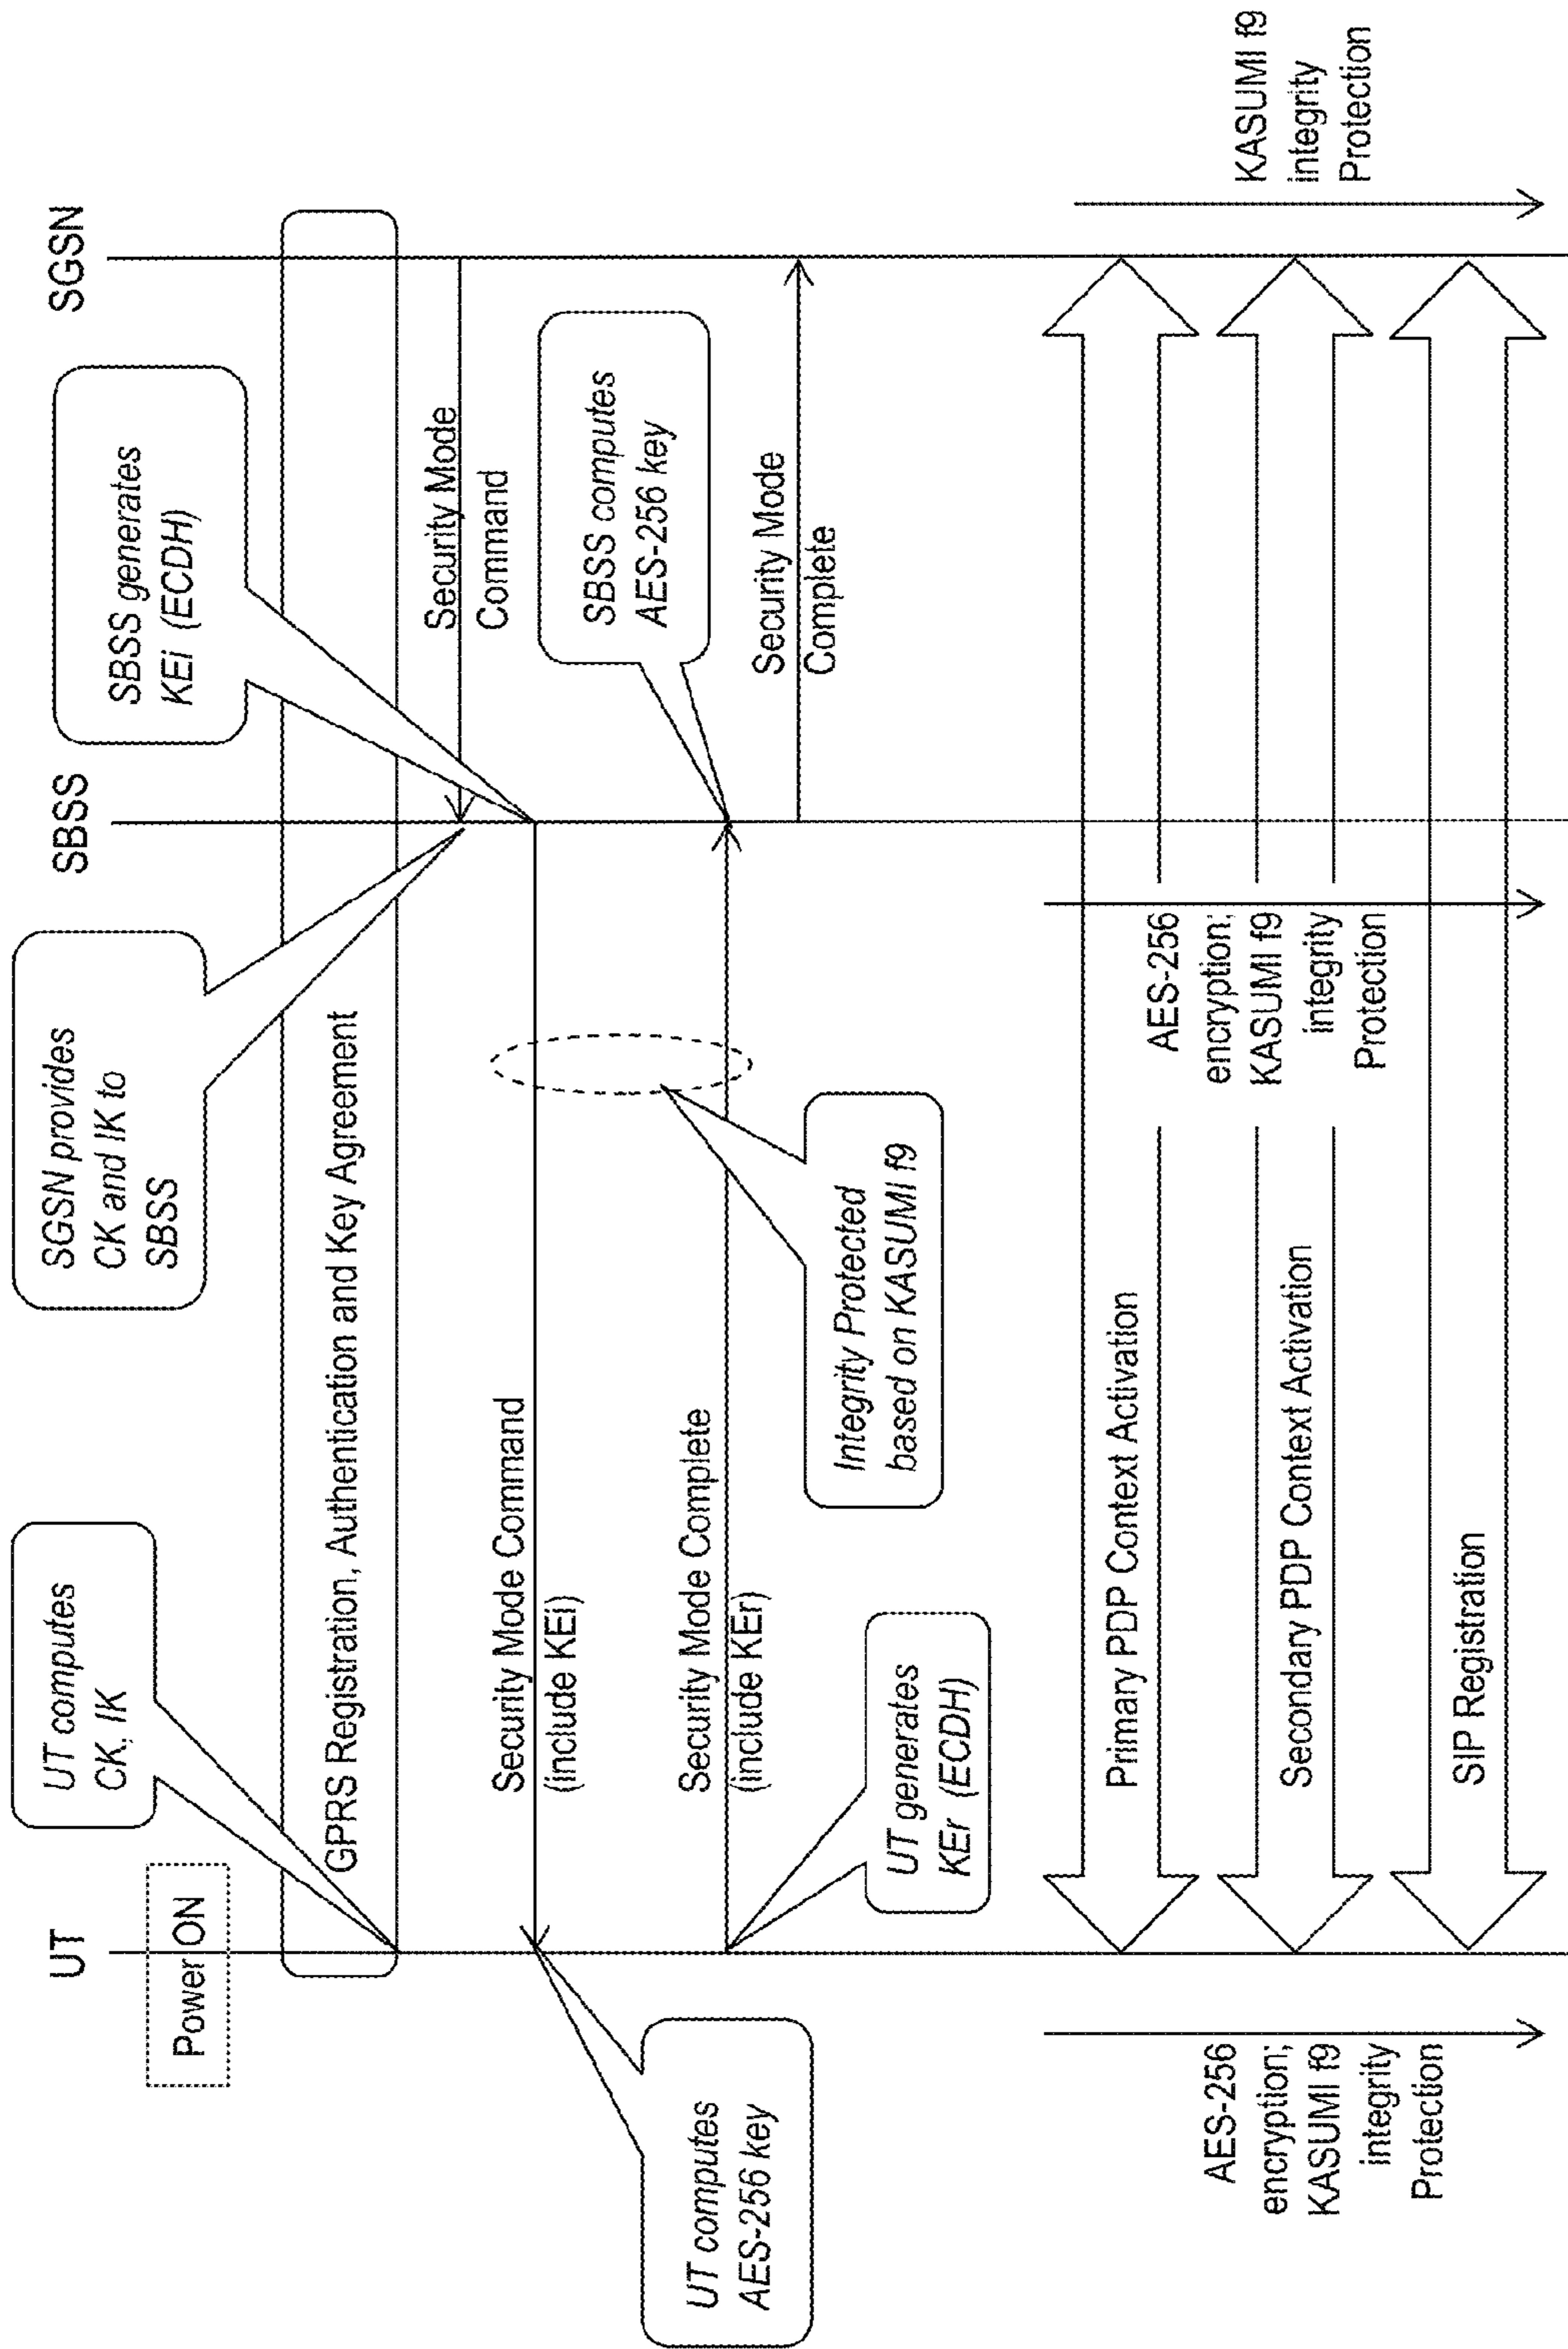 UT
SBSS
SGSN
Power ON
UT computes
CK, IK
SGSN provides
CK and IK to
SBSS
SBSS generates
KEi (ECDH)
GPRS Registration, Authentication and Key Agreement
Security Mode
Command
Security Mode Command
(include KEi)
UT computes
AES-256 key
SBSS computes
AES-256 key
Security Mode Complete
(include KEr)
Security Mode
Complete
UT generates
KEr (ECDH)
Integrity Protected
based on KASUMI f9
Primary PDP Context Activation
Secondary PDP Context Activation
SIP Registration
AES-256
encryption;
KASUMI f9
integrity
Protection
AES-256
encryption;
KASUMI f9
integrity
Protection
KASUMI f9
integrity
Protection